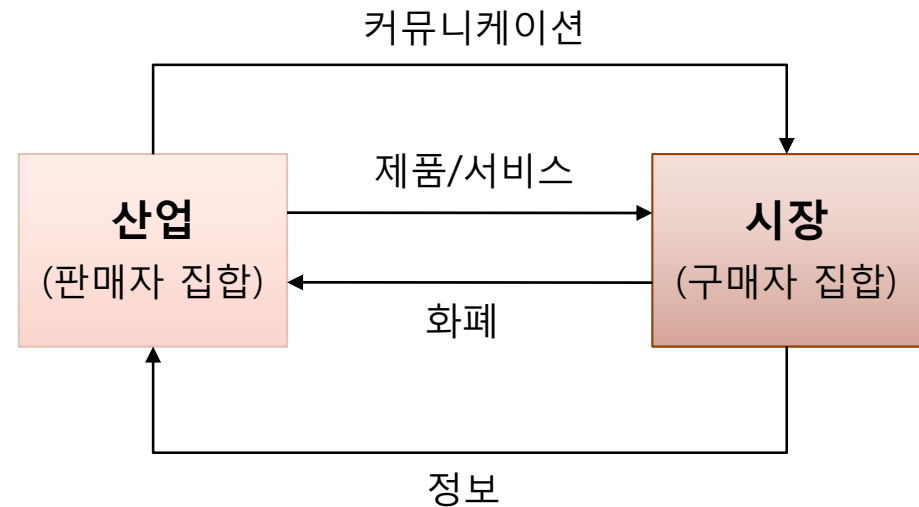 커뮤니케이션
제품/서비스
산업
(판매자 집합)
시장
(구매자 집합)
화폐
정보